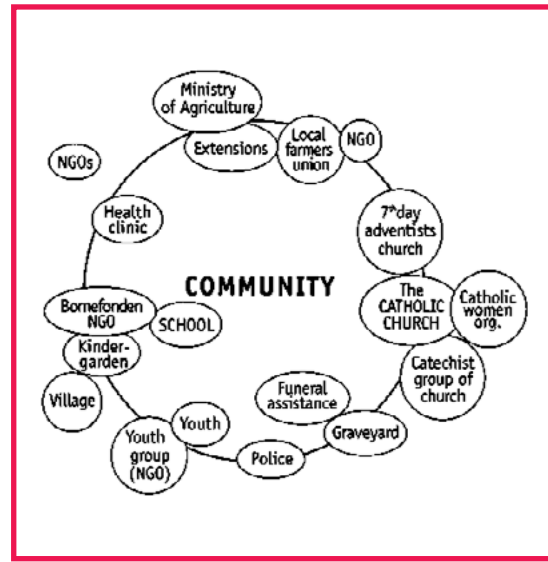 Ministry
of Agriculture
Extensions
Local
farmers
union
NGO
NGOs
Health
clinic
7th day
adventists
church
COMMUNITY
The
CATHOLIC
CHURCH
Catholic
women
org.
Bornefonden
NGO
SCHOOL
Kinder-
garden
Catechist
group of
church
Village
Funeral
assistance
Youth
Youth
group
(NGO)
Graveyard
Police